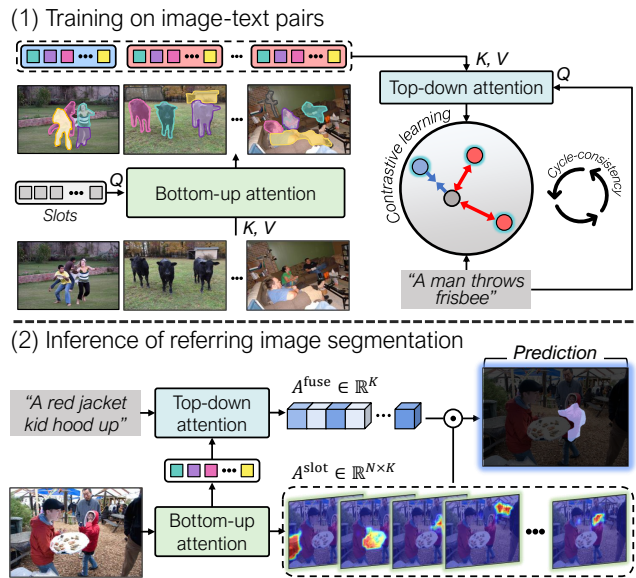 (1) Training on image-text pairs
K, V
Q
Top-down attention
Contrastive learning
Cycle-consistency
Q
Bottom-up attention
Slots
K, V
"A man throws
frisbee"
(2) Inference of referring image segmentation
Prediction
"A red jacket
kid hood up"
Top-down
attention
A^fuse ∈ ℝ^K
A^slot ∈ ℝ^{N×K}
Bottom-up
attention